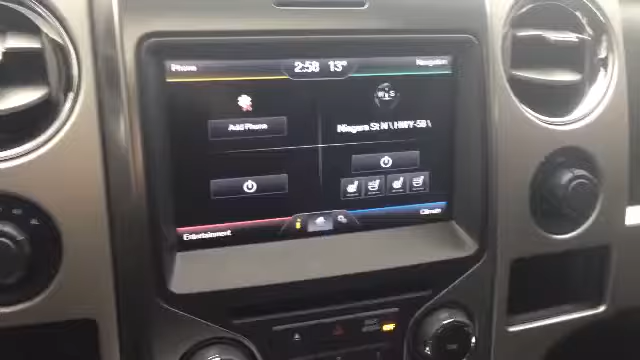 Phone
2:58 13°
Navigation
Add Phone
Niagara St N \ HWY-58 \
Entertainment
Climate